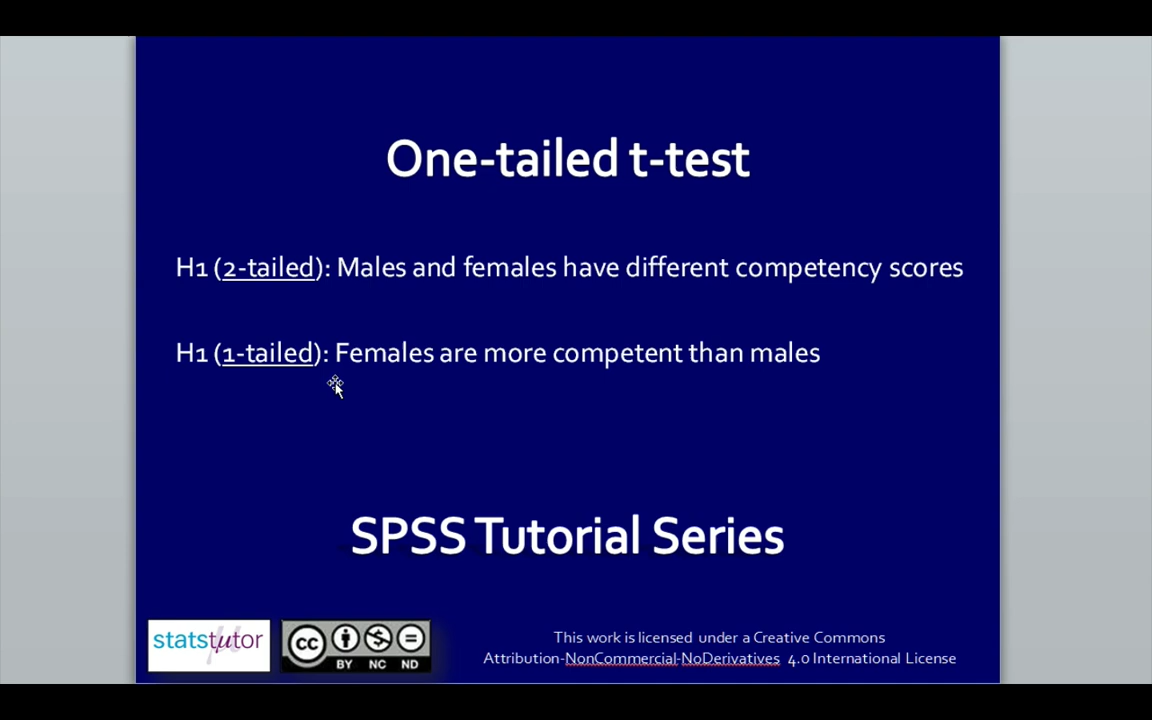 One-tailed t-test
H1 (2-tailed): Males and females have different competency scores
H1 (1-tailed): Females are more competent than males
SPSS Tutorial Series
statstutor
cc
BY NC ND
This work is licensed under a Creative Commons
Attribution-NonCommercial-NoDerivatives 4.0 International License